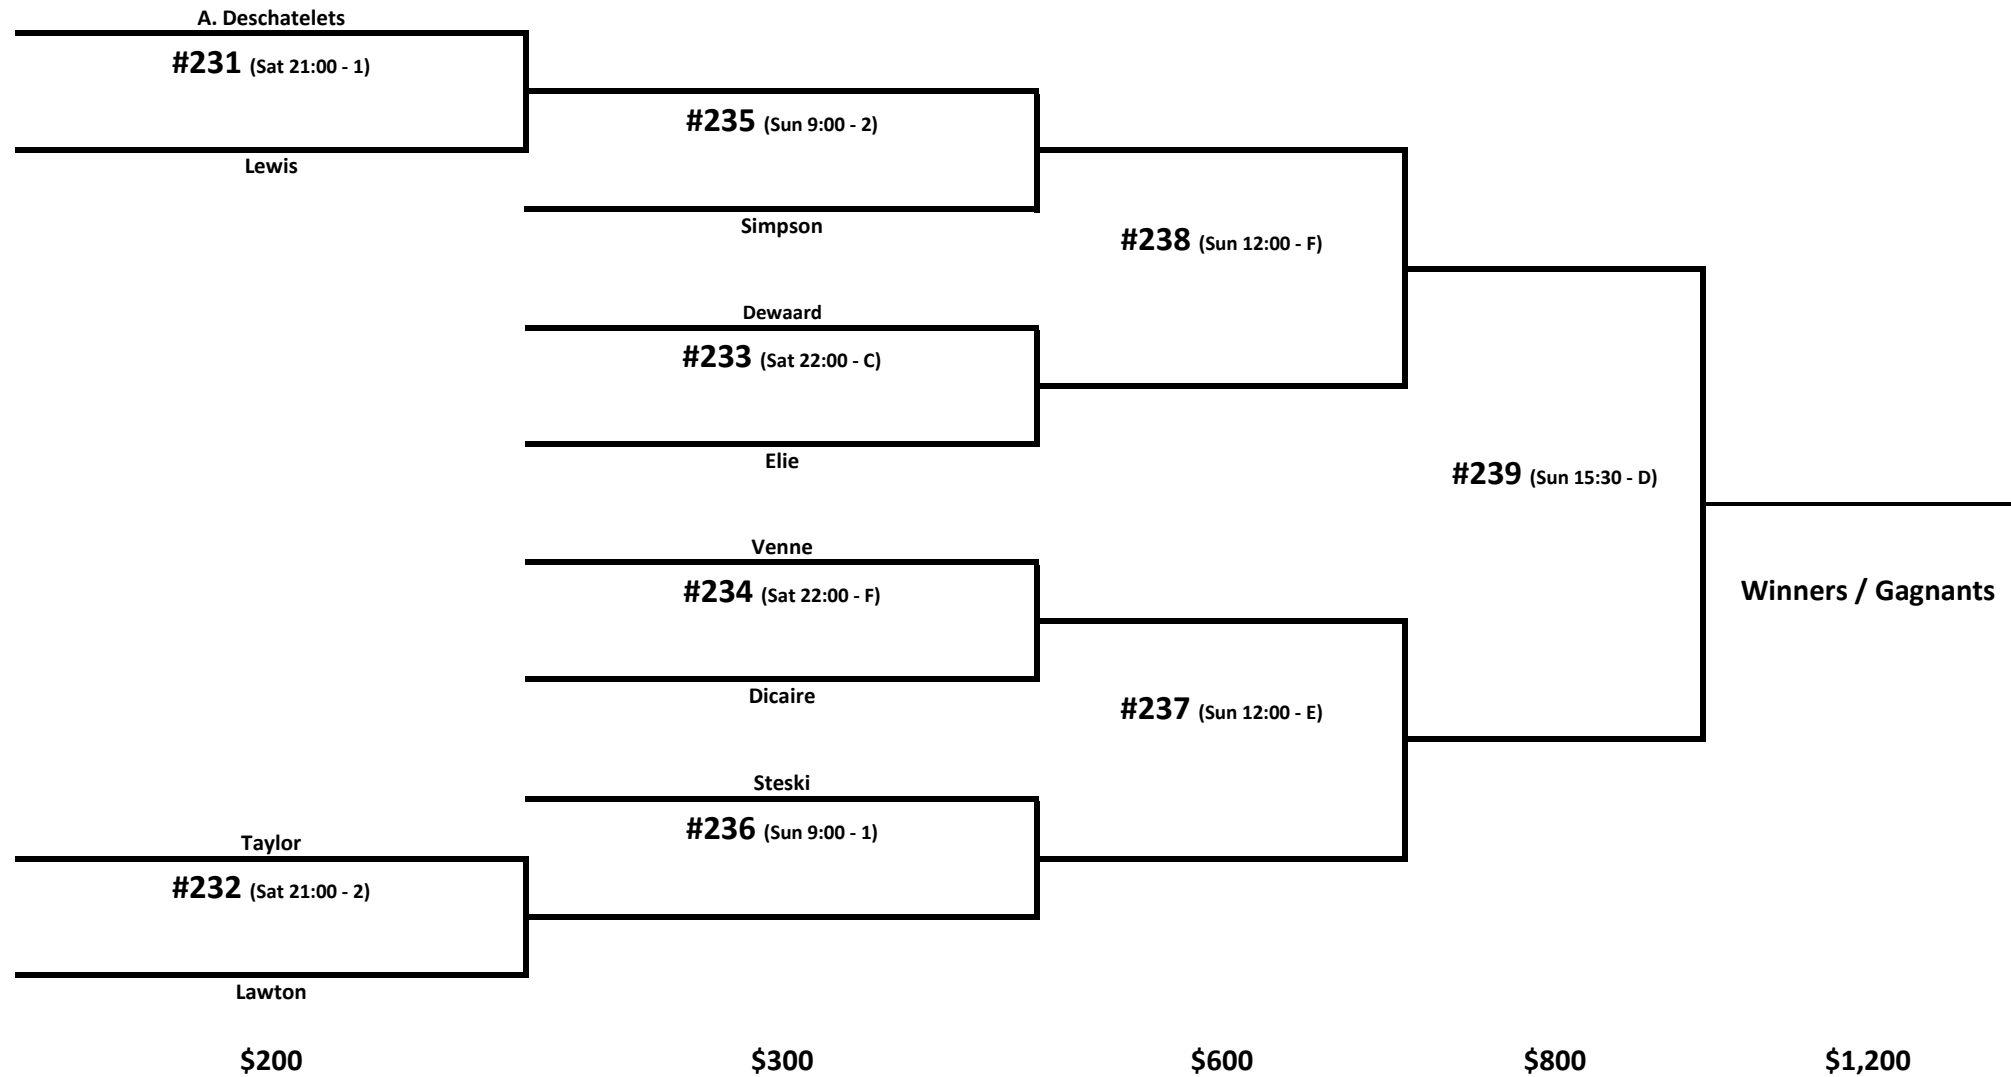 A. Deschatelets
#231 (Sat 21:00 - 1)
#235 (Sun 9:00 - 2)
Lewis
Simpson
#238 (Sun 12:00 - F)
Dewaard
#233 (Sat 22:00 - C)
Elie
#239 (Sun 15:30 - D)
Venne
#234 (Sat 22:00 - F)
Winners / Gagnants
Dicaire
#237 (Sun 12:00 - E)
Steski
#236 (Sun 9:00 - 1)
Taylor
#232 (Sat 21:00 - 2)
Lawton
$200 $300 $600 $800 $1,200